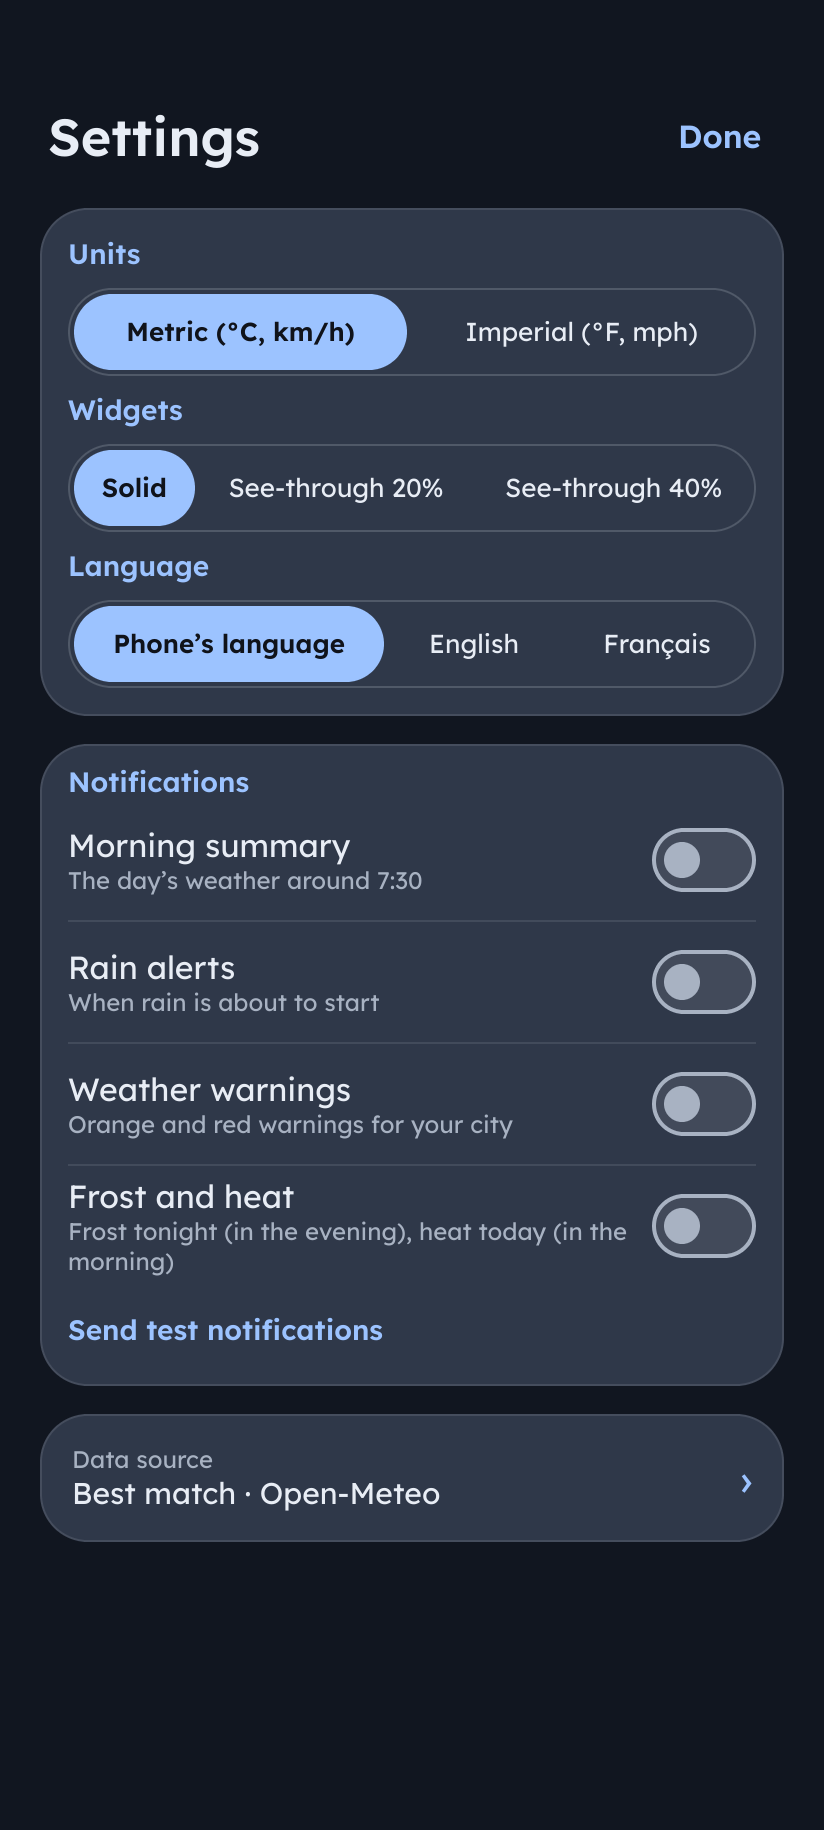 Settings
Done
Units
Metric (°C, km/h)
Imperial (°F, mph)
Widgets
Solid
See-through 20%
See-through 40%
Language
Phone’s language
English
Français
Notifications
Morning summary
The day’s weather around 7:30
Rain alerts
When rain is about to start
Weather warnings
Orange and red warnings for your city
Frost and heat
Frost tonight (in the evening), heat today (in the
morning)
Send test notifications
Data source
Best match · Open-Meteo